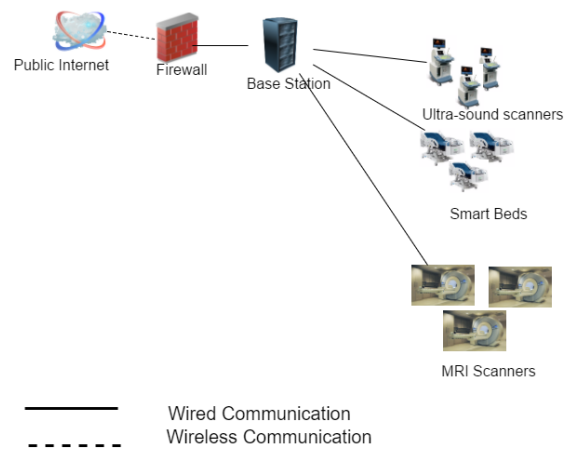 Public Internet
Firewall
Base Station
Ultra-sound scanners
Smart Beds
MRI Scanners
Wired Communication
Wireless Communication